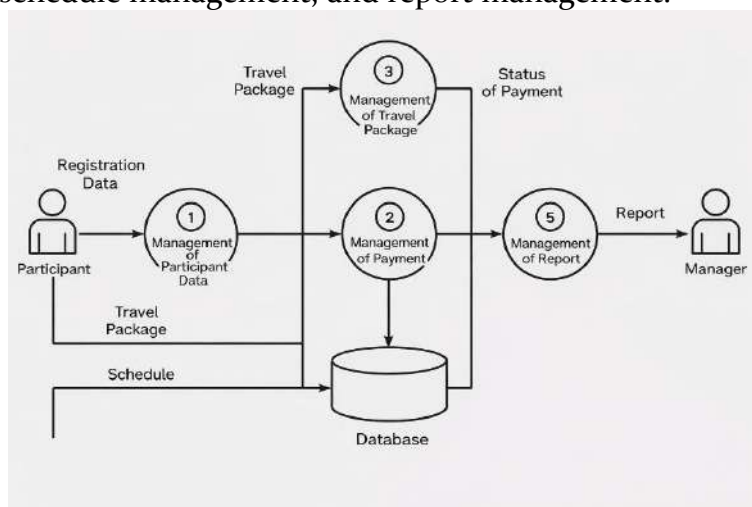 schedule management, and report management.
Travel
Package
3
Management
of Travel
Package
Status
of Payment
Registration
Data
1
Management
of
Participant
Data
2
Management
of Payment
5
Management
of Report
Report
Participant
Manager
Travel
Package
Schedule
Database